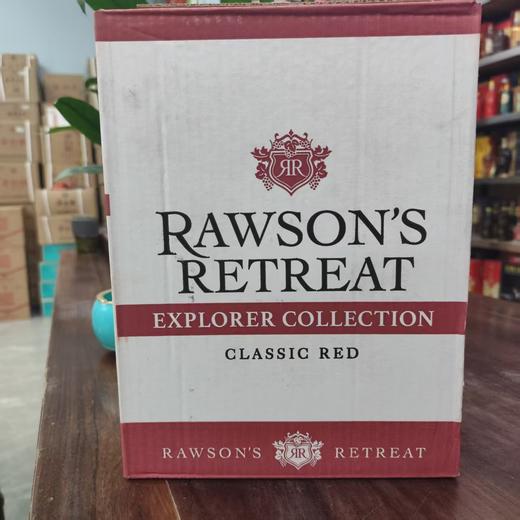 RR
RAWSON'S
RETREAT
EXPLORER COLLECTION
CLASSIC RED
RAWSON'S RR RETREAT